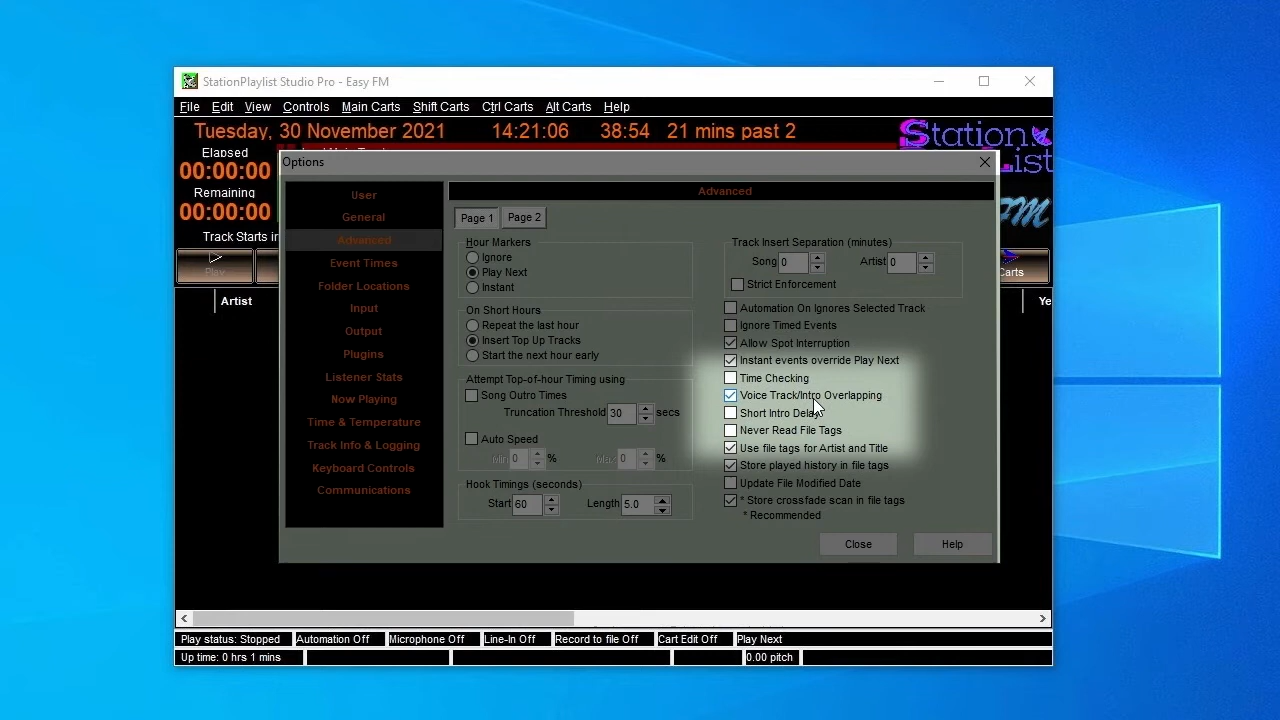 StationPlaylist Studio Pro - Easy FM
File Edit View Controls Main Carts Shift Carts Ctrl Carts Alt Carts Help
Tuesday, 30 November 2021 14:21:06 38:54 21 mins past 2
Station
List
FM
Elapsed
00:00:00
Remaining
00:00:00
Track Starts in
Play
Carts
Artist
Ye
Options
User
General
Advanced
Event Times
Folder Locations
Input
Output
Plugins
Listener Stats
Now Playing
Time & Temperature
Track Info & Logging
Keyboard Controls
Communications
Advanced
Page 1 Page 2
Hour Markers
Ignore
Play Next
Instant
On Short Hours
Repeat the last hour
Insert Top Up Tracks
Start the next hour early
Attempt Top-of-hour Timing using
Song Outro Times
Truncation Threshold 30 secs
Auto Speed
Min 0 % Max 0 %
Hook Timings (seconds)
Start 60 Length 5.0
Track Insert Separation (minutes)
Song 0 Artist 0
Strict Enforcement
Automation On Ignores Selected Track
Ignore Timed Events
Allow Spot Interruption
Instant events override Play Next
Time Checking
Voice Track/Intro Overlapping
Short Intro Delays
Never Read File Tags
Use file tags for Artist and Title
Store played history in file tags
Update File Modified Date
* Store crossfade scan in file tags
* Recommended
Close Help
Play status: Stopped Automation Off Microphone Off Line-In Off Record to file Off Cart Edit Off Play Next
Up time: 0 hrs 1 mins 0.00 pitch